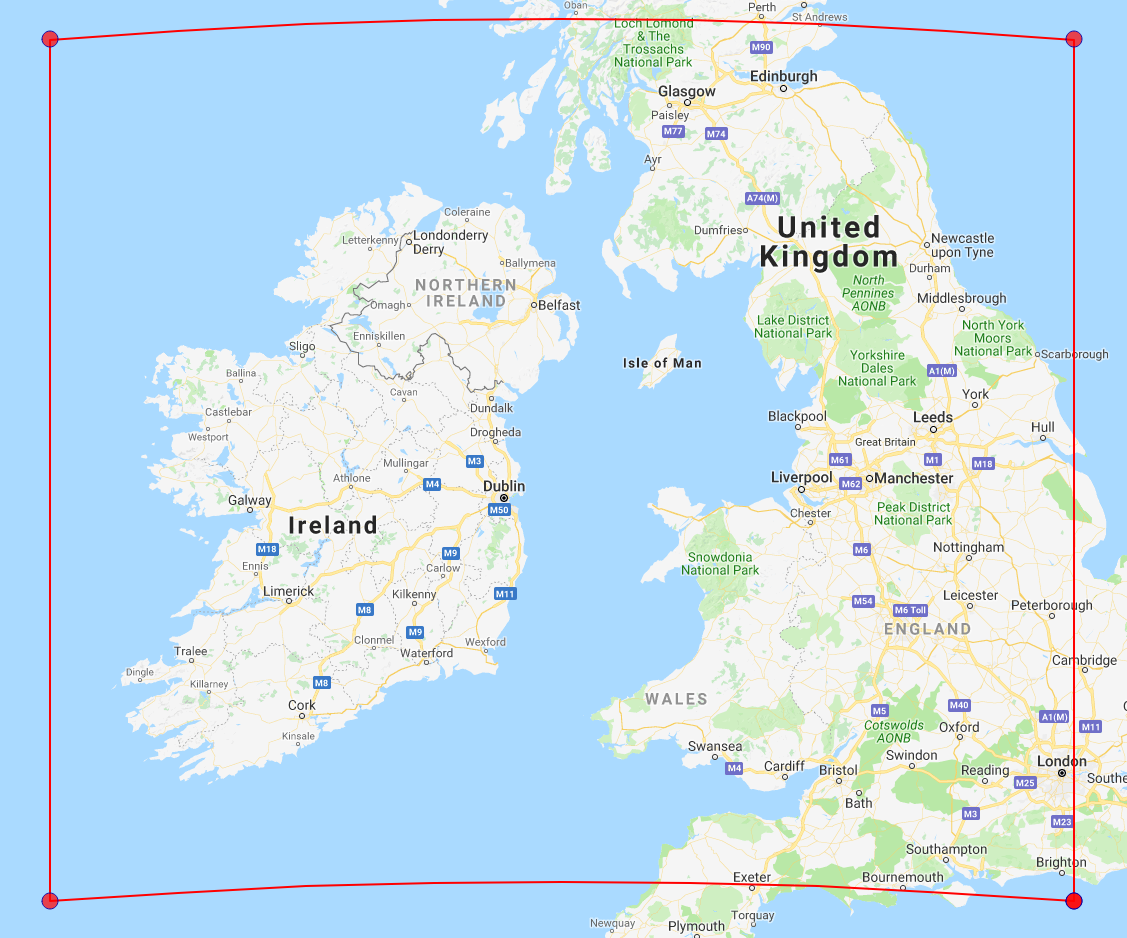 Oban
Perth
St Andrews
Loch Lomond
& The
Trossachs
National Park
M90
Edinburgh
Glasgow
Paisley
M77
M74
Ayr
A74(M)
Coleraine
Letterkenny
Londonderry
Derry
Dumfries
United
Kingdom
Newcastle
upon Tyne
Ballymena
Durham
NORTHERN
IRELAND
North
Pennines
AONB
Omagh
Belfast
Middlesbrough
Enniskillen
Lake District
National Park
North York
Moors
National Park
Sligo
Isle of Man
Yorkshire
Dales
National Park
Scarborough
Ballina
A1(M)
Cavan
York
Castlebar
Dundalk
Blackpool
Leeds
Westport
Drogheda
Great Britain
Hull
Mullingar
M3
M61
M1
M18
Athlone
M4
Dublin
Liverpool
M62
Manchester
Galway
M50
Chester
Peak District
National Park
Ireland
M18
M9
Snowdonia
National Park
M6
Nottingham
Ennis
Carlow
Limerick
Kilkenny
M11
M54
M6 Toll
Leicester
Peterborough
M8
M9
ENGLAND
Clonmel
Wexford
Tralee
Waterford
Cambridge
Dingle
Killarney
M8
WALES
Cork
M5
M40
A1(M)
M11
C
Kinsale
Cotswolds
AONB
Oxford
Swansea
M4
Cardiff
Bristol
Swindon
Reading
London
M25
Southe
Bath
M3
M23
Southampton
Exeter
Bournemouth
Brighton
Torquay
Newquay
Plymouth